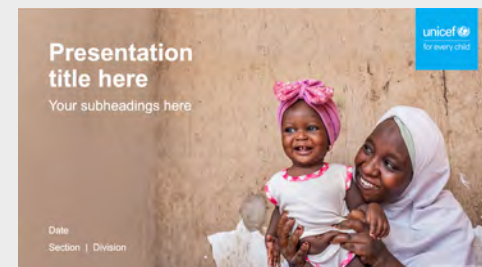 Presentation
title here
Your subheadings here
unicef
for every child
Date
Section | Division